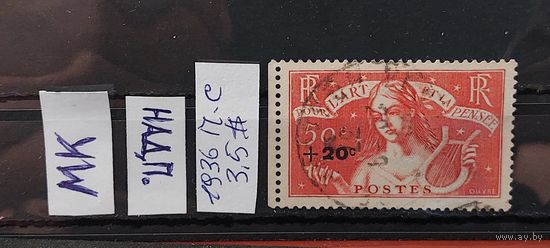 МК
НАДП.
1936 П.С
3,5 #
RF
RF
POUR L'ART ET LA PENSÉE
50c
+20c
POSTES
OUVRÉ
www.ay.by